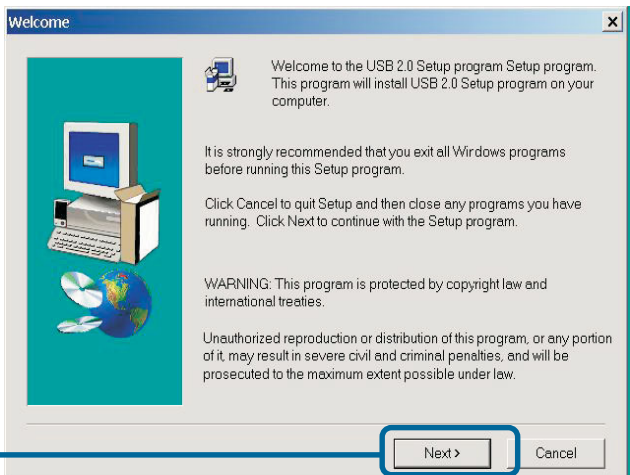 Welcome
Welcome to the USB 2.0 Setup program Setup program.
This program will install USB 2.0 Setup program on your
computer.
It is strongly recommended that you exit all Windows programs
before running this Setup program.
Click Cancel to quit Setup and then close any programs you have
running. Click Next to continue with the Setup program.
WARNING: This program is protected by copyright law and
international treaties.
Unauthorized reproduction or distribution of this program, or any portion
of it, may result in severe civil and criminal penalties, and will be
prosecuted to the maximum extent possible under law.
Next >
Cancel